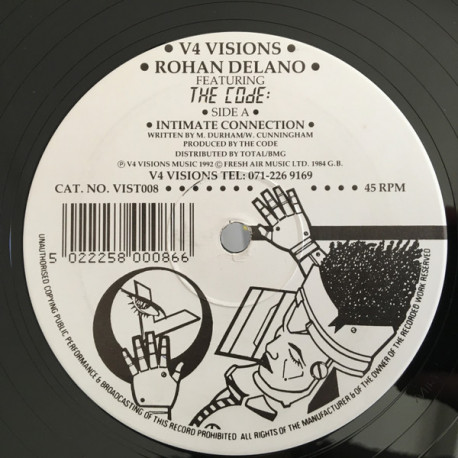 • V4 VISIONS •
• ROHAN DELANO •
FEATURING
THE CODE:
• SIDE A •
• INTIMATE CONNECTION •
WRITTEN BY M. DURHAM/W. CUNNINGHAM
PRODUCED BY THE CODE
DISTRIBUTED BY TOTAL/BMG
Ⓟ V4 VISIONS MUSIC 1992 © FRESH AIR MUSIC LTD. 1984 G.B.
V4 VISIONS TEL: 071-226 9169
CAT. NO. VIST008 • • • • • • • • • • • • • • 45 RPM
5 022258 000866
UNAUTHORISED COPYING PUBLIC PERFORMANCE & BROADCASTING OF THIS RECORD PROHIBITED ALL RIGHTS OF THE MANUFACTURER & OF THE OWNER OF THE RECORDED WORK RESERVED